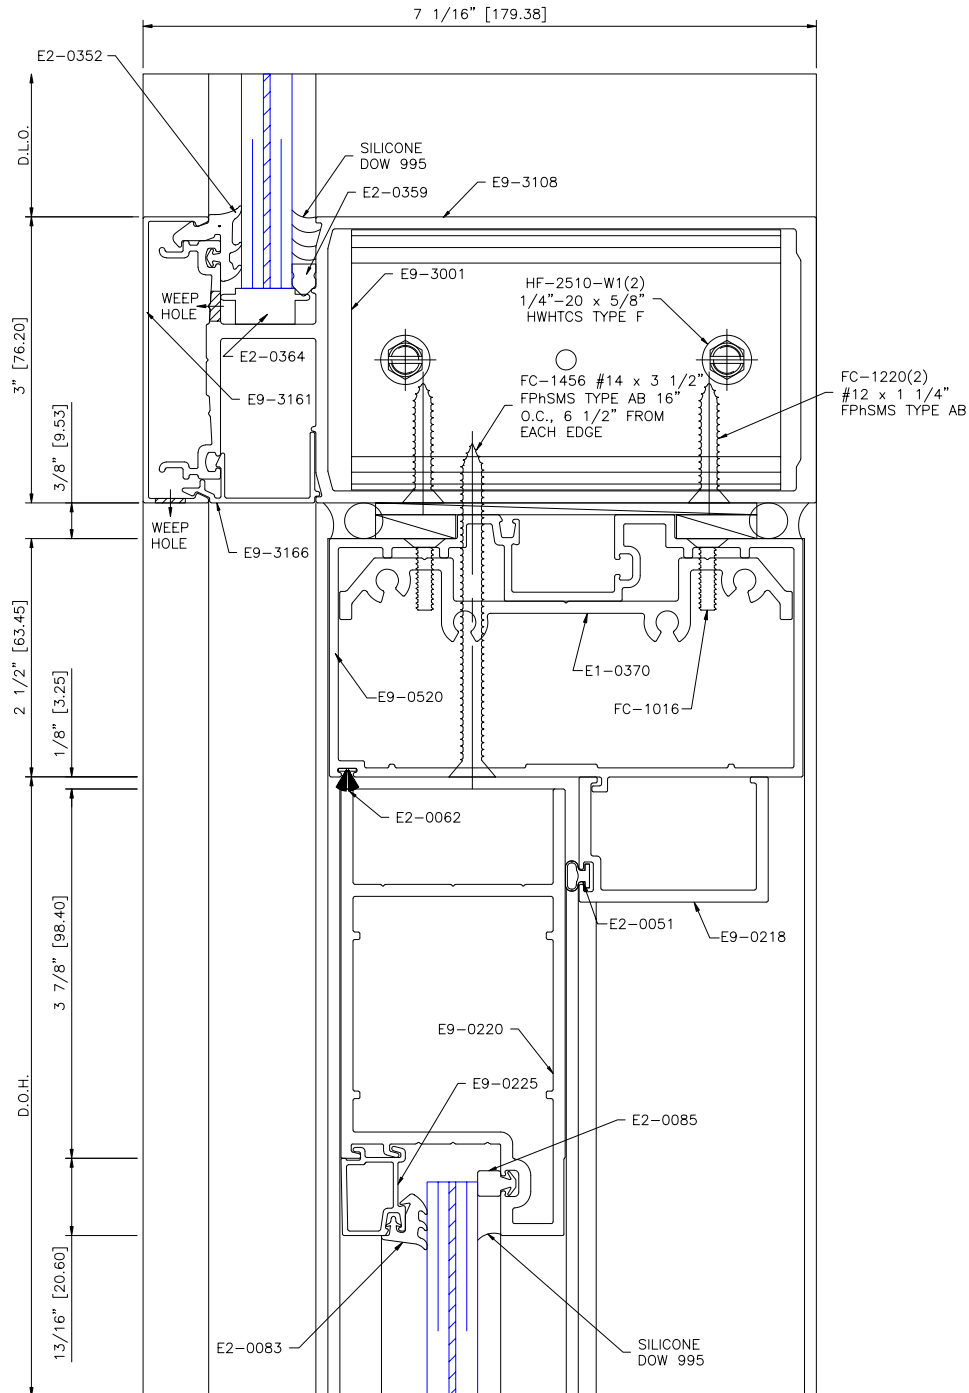 7 1/16” [179.38]
E2-0352
D.L.O.
SILICONE
DOW 995
E2-0359
E9-3108
E9-3001
HF-2510-W1(2)
1/4”-20 x 5/8”
HWHTCS TYPE F
WEEP
HOLE
3” [76.20]
E2-0364
FC-1456 #14 x 3 1/2”
FPhSMS TYPE AB 16”
O.C., 6 1/2” FROM
EACH EDGE
FC-1220(2)
#12 x 1 1/4”
FPhSMS TYPE AB
E9-3161
3/8” [9.53]
WEEP
HOLE
E9-3166
2 1/2” [63.45]
E1-0370
E9-0520
FC-1016
1/8” [3.25]
E2-0062
E2-0051
E9-0218
3 7/8” [98.40]
E9-0220
E9-0225
D.O.H.
E2-0085
13/16” [20.60]
E2-0083
SILICONE
DOW 995